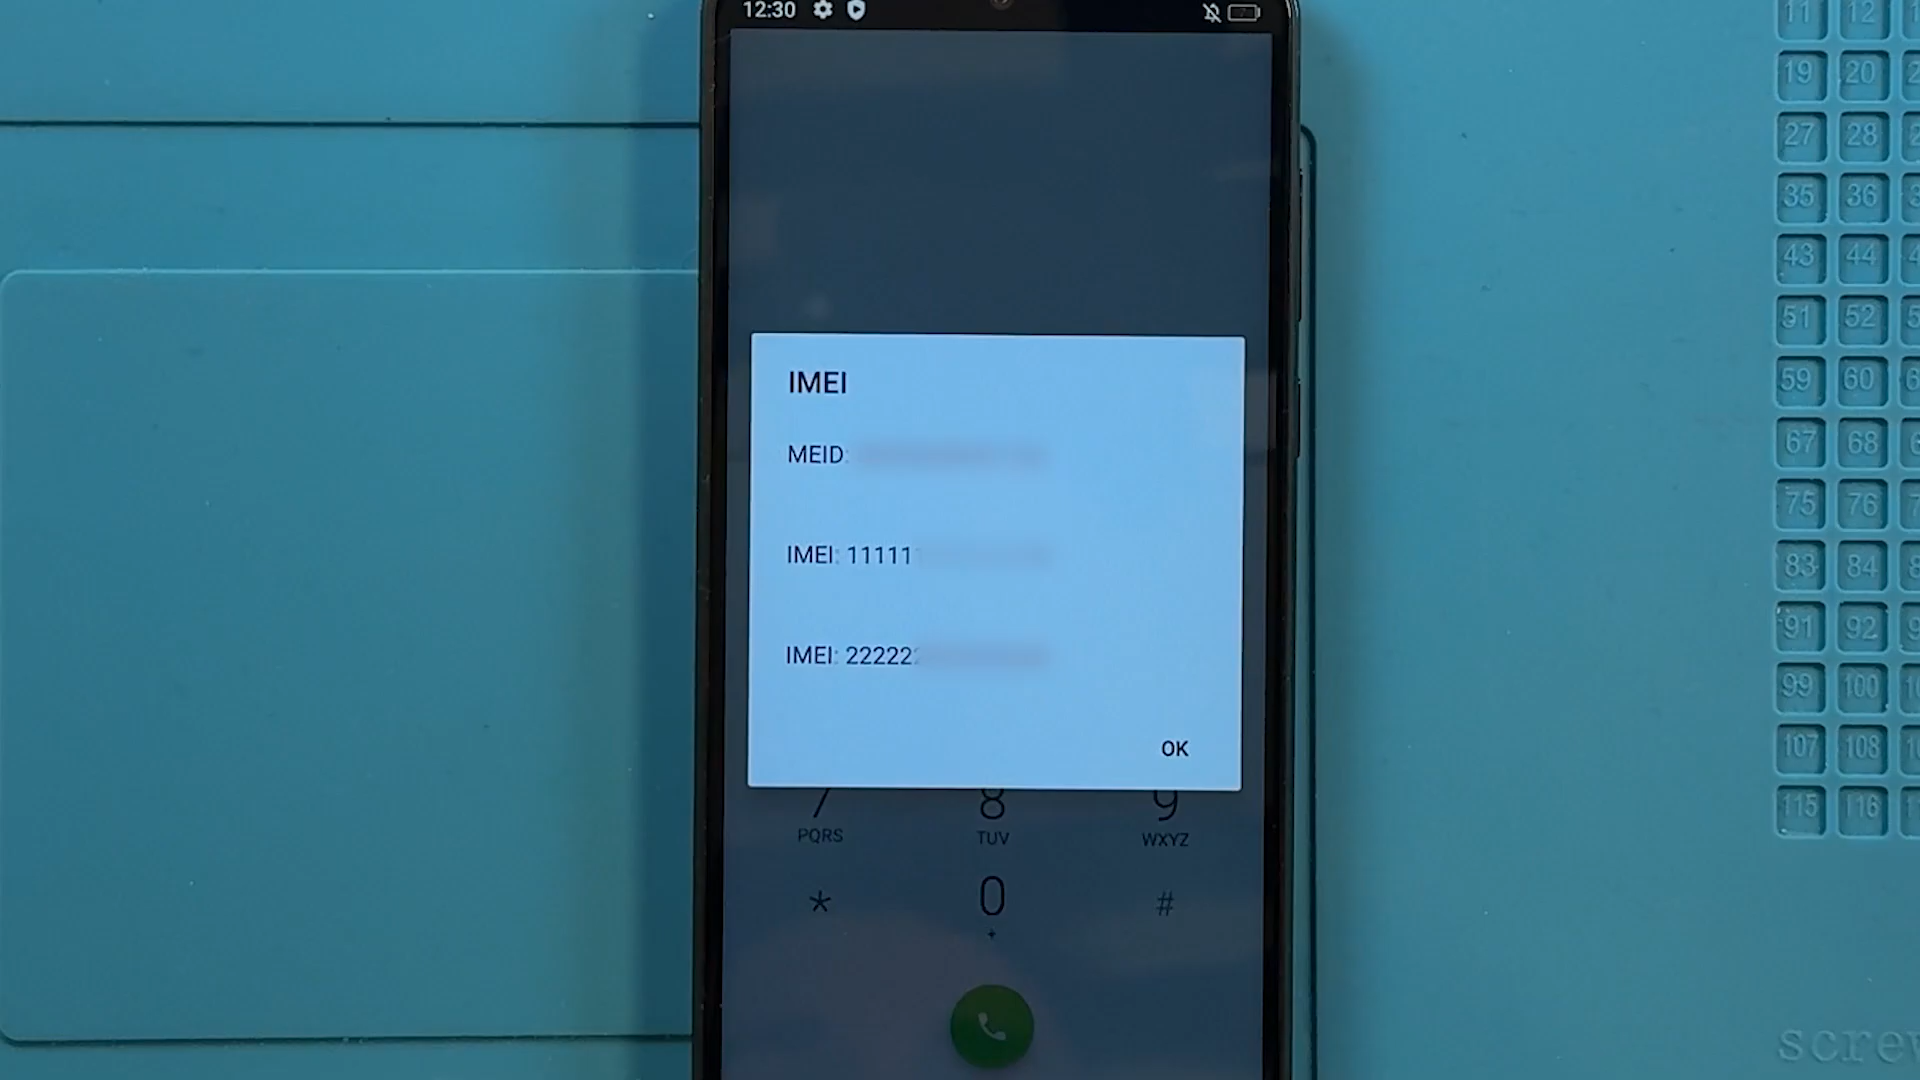 12:30
IMEI
MEID:
IMEI: 11111
IMEI: 22222
OK
7 8 9
PQRS TUV WXYZ
* 0 #
+
11 12
19 20
27 28
35 36
43 44
51 52
59 60
67 68
75 76
83 84
91 92
99 100
107 108
115 116
screw